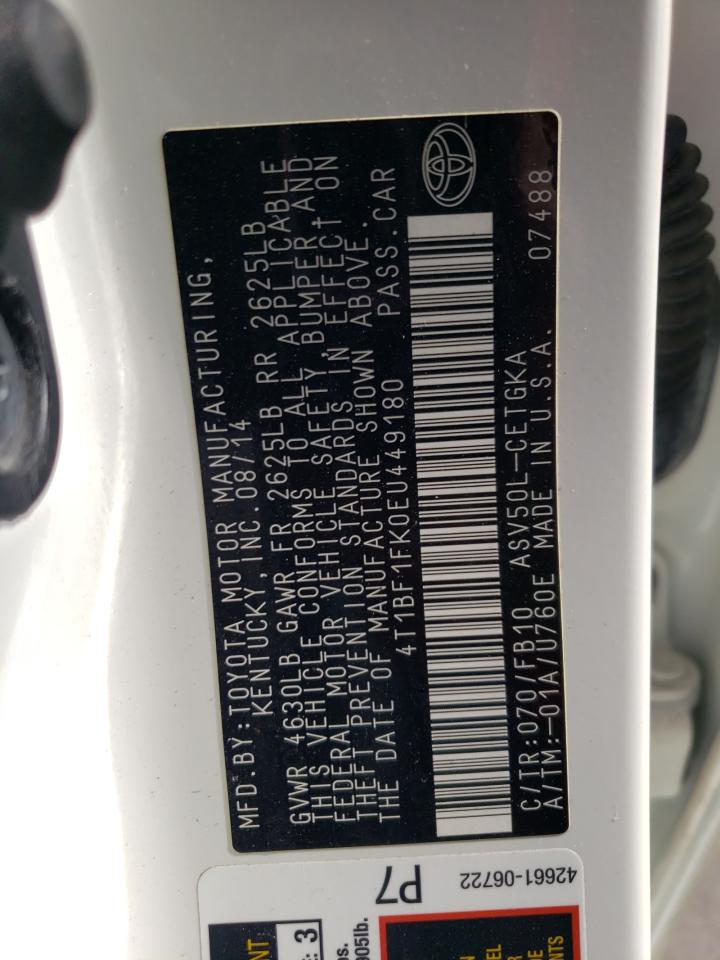 MFD.BY:TOYOTA MOTOR MANUFACTURING,
KENTUCKY,INC.08/14
GVWR 4630LB GAWR FR 2625LB RR 2625LB
THIS VEHICLE CONFORMS TO ALL APPLICABLE
FEDERAL MOTOR VEHICLE SAFETY,BUMPER AND
THEFT PREVENTION STANDARDS IN EFFECT ON
THE DATE OF MANUFACTURE SHOWN ABOVE.
4T1BF1FK0EU449180 PASS.CAR
C/TR:070/FB10 ASV50L-CETGKA
A/TM:-01A/U760E MADE IN U.S.A. 07488
42661-06722
P7
3
905lb.